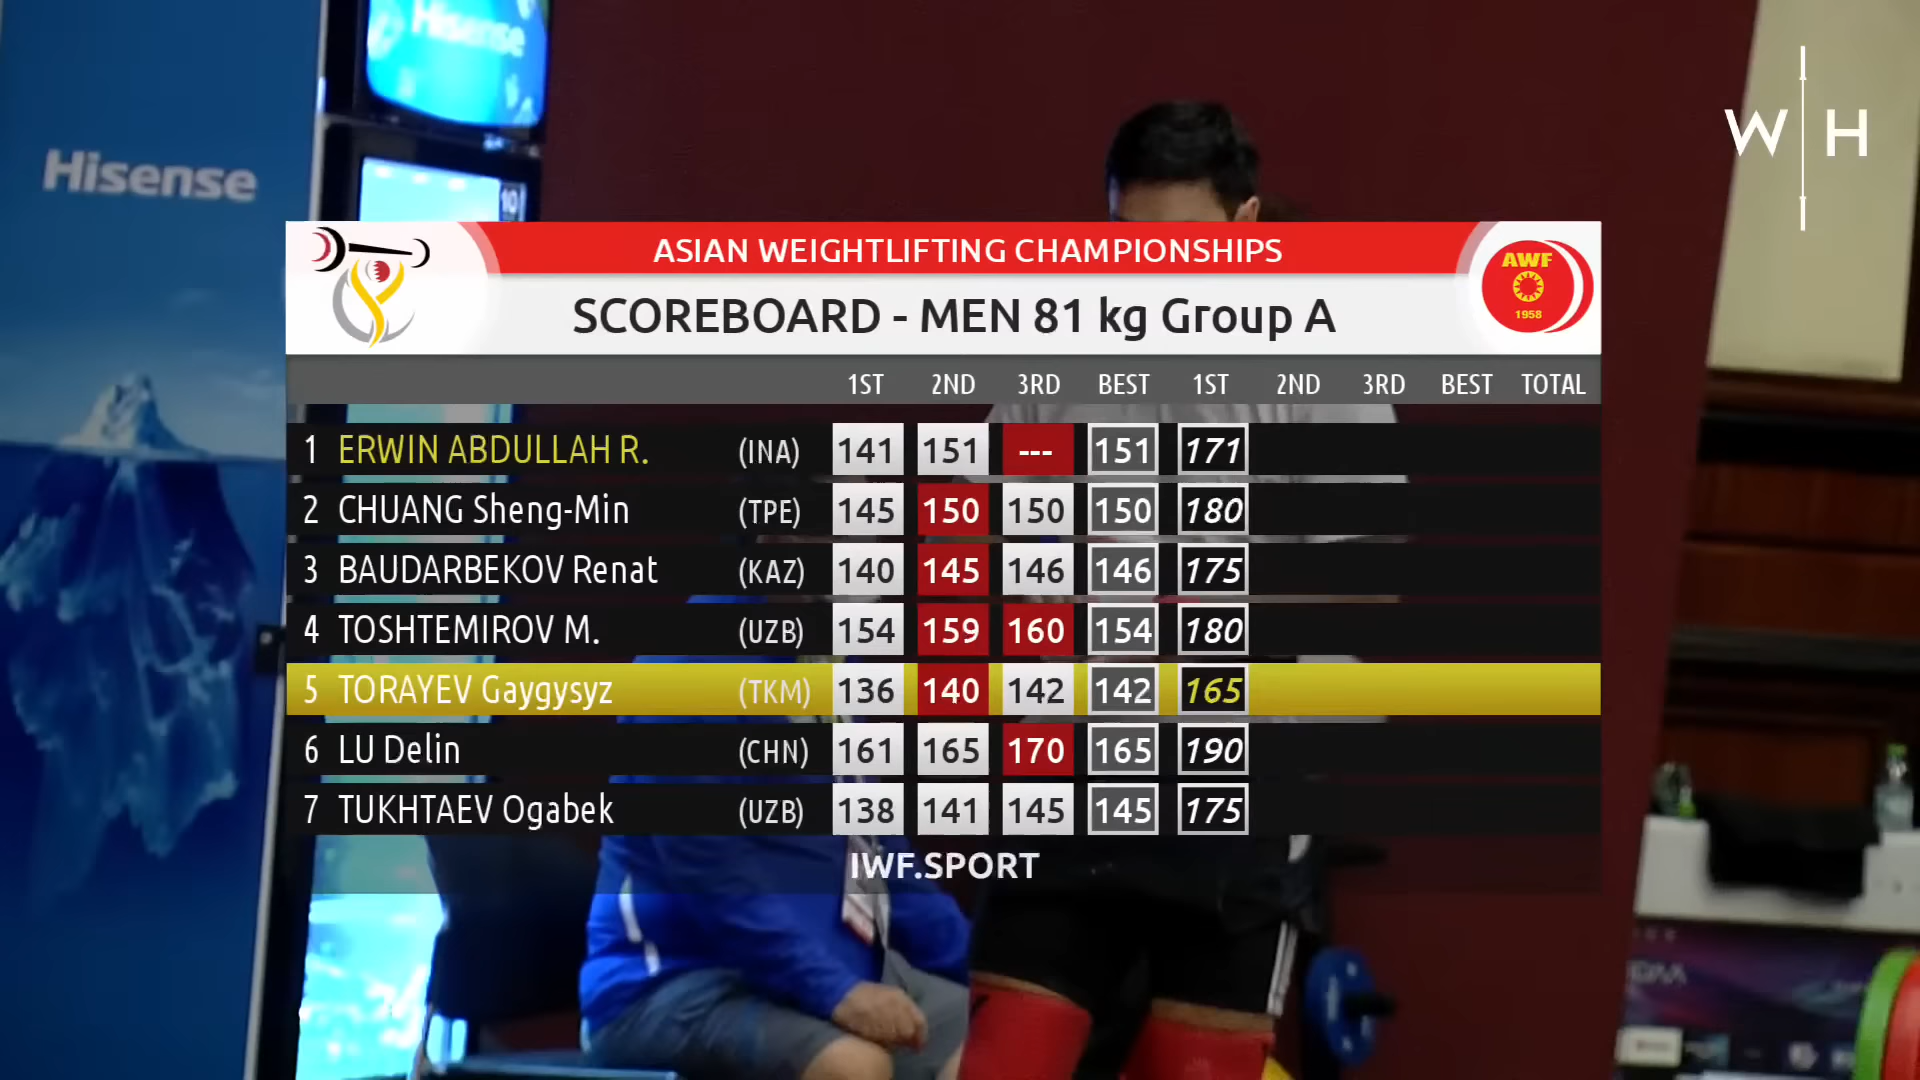 Hisense
Hisense
10
W H
ASIAN WEIGHTLIFTING CHAMPIONSHIPS
SCOREBOARD - MEN 81 kg Group A
AWF
1958
1ST 2ND 3RD BEST 1ST 2ND 3RD BEST TOTAL
1 ERWIN ABDULLAH R. (INA) 141 151 --- 151 171
2 CHUANG Sheng-Min (TPE) 145 150 150 150 180
3 BAUDARBEKOV Renat (KAZ) 140 145 146 146 175
4 TOSHTEMIROV M. (UZB) 154 159 160 154 180
5 TORAYEV Gaygysyz (TKM) 136 140 142 142 165
6 LU Delin (CHN) 161 165 170 165 190
7 TUKHTAEV Ogabek (UZB) 138 141 145 145 175
IWF.SPORT